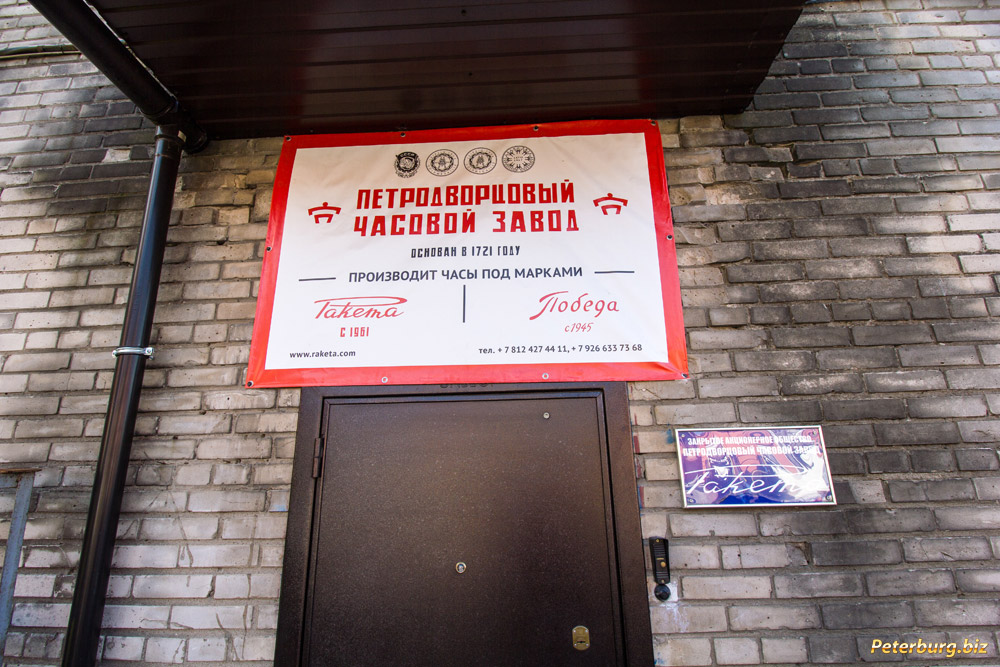 ПЕТРОДВОРЦОВЫЙ
ЧАСОВОЙ ЗАВОД
ОСНОВАН В 1721 ГОДУ
ПРОИЗВОДИТ ЧАСЫ ПОД МАРКАМИ
Ракета
С 1961
Победа
с 1945
www.raketa.com
тел. + 7 812 427 44 11, + 7 926 633 73 68
ЗАКРЫТОЕ АКЦИОНЕРНОЕ ОБЩЕСТВО
ПЕТРОДВОРЦОВЫЙ ЧАСОВОЙ ЗАВОД
Ракета
Peterburg.biz